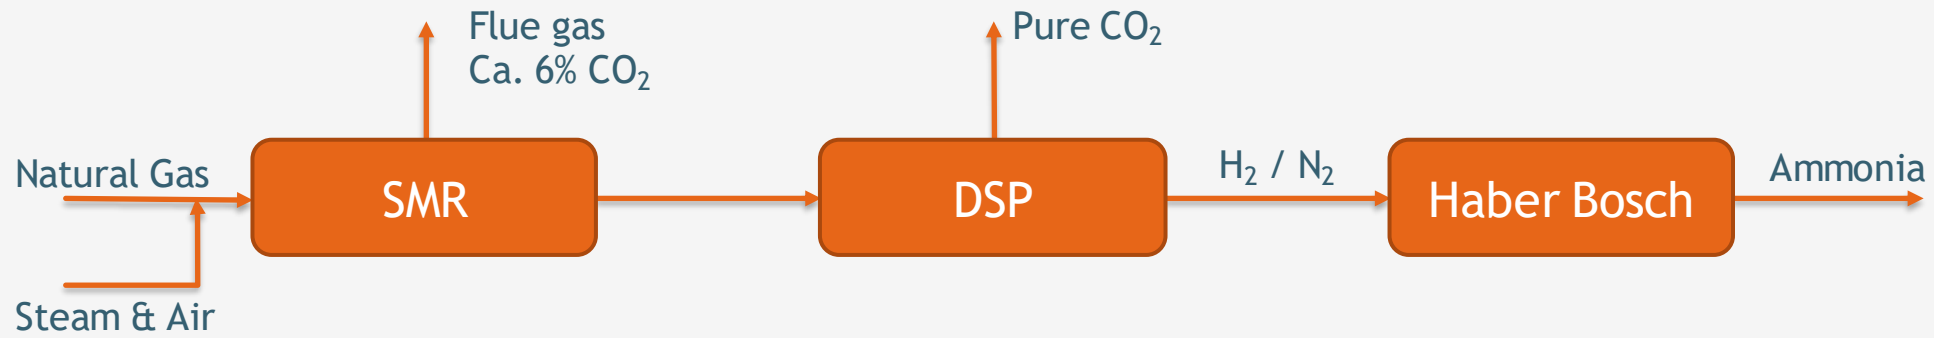 Flue gas
Ca. 6% CO₂
Pure CO₂
Natural Gas
SMR
DSP
H₂ / N₂
Haber Bosch
Ammonia
Steam & Air